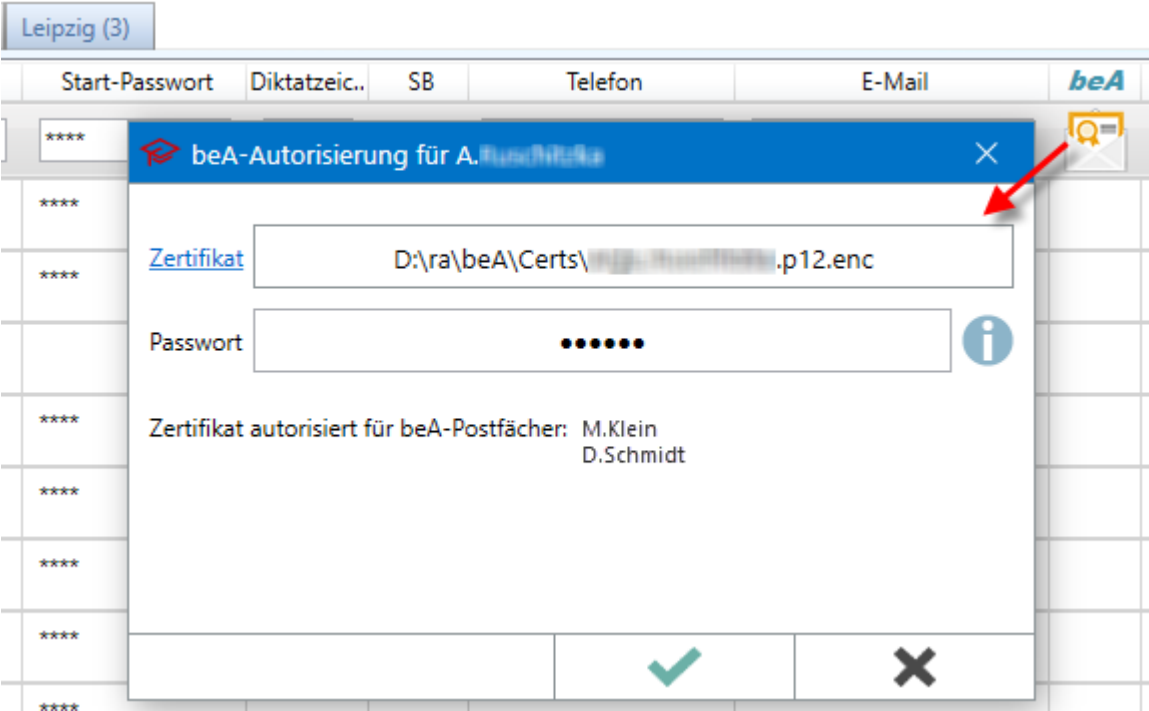 Leipzig (3)
Start-Passwort Diktatzeic.. SB Telefon E-Mail beA
****
beA-Autorisierung für A.
****
Zertifikat D:\ra\beA\Certs\ .p12.enc
****
Passwort ••••••
****
Zertifikat autorisiert für beA-Postfächer: M.Klein
D.Schmidt
****
****
****
****